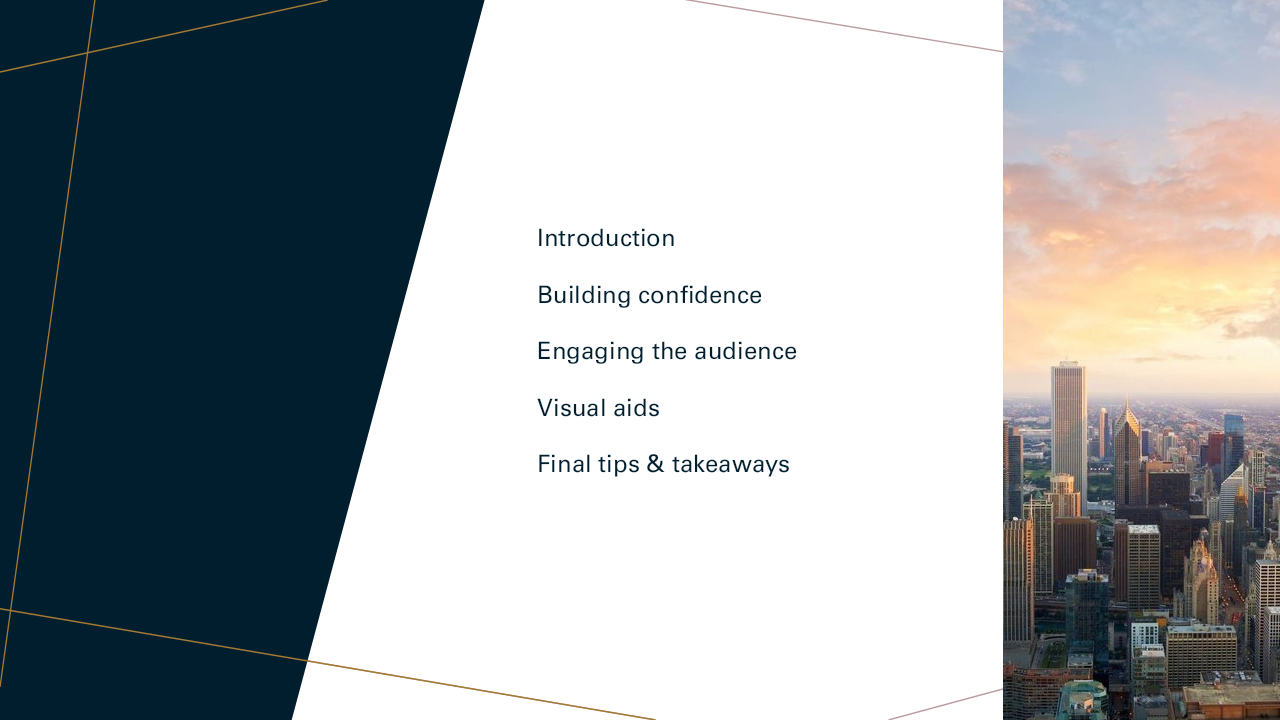 Introduction
Building confidence
Engaging the audience
Visual aids
Final tips & takeaways